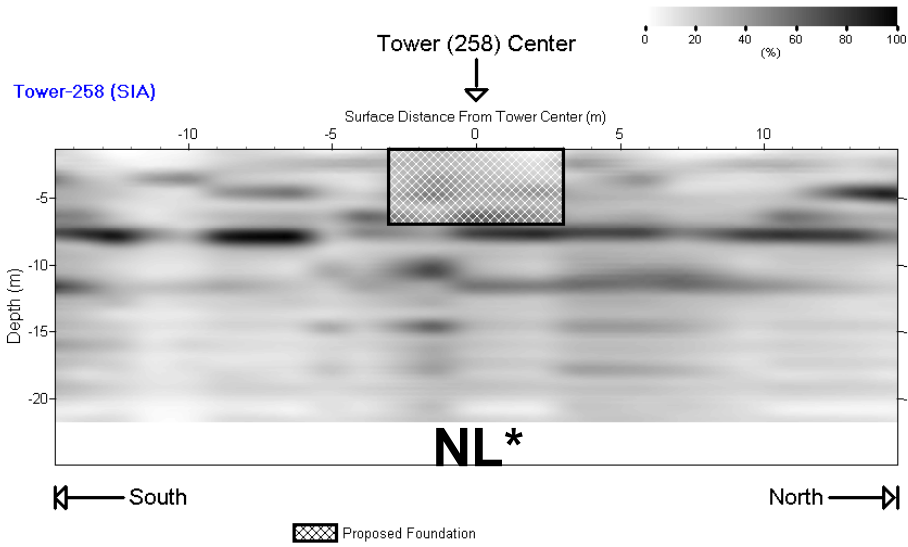 0 20 40 60 80 100
(%)
Tower (258) Center
Tower-258 (SIA)
Surface Distance From Tower Center (m)
-10 -5 0 5 10
Depth (m)
-5
-10
-15
-20
NL*
South
North
Proposed Foundation